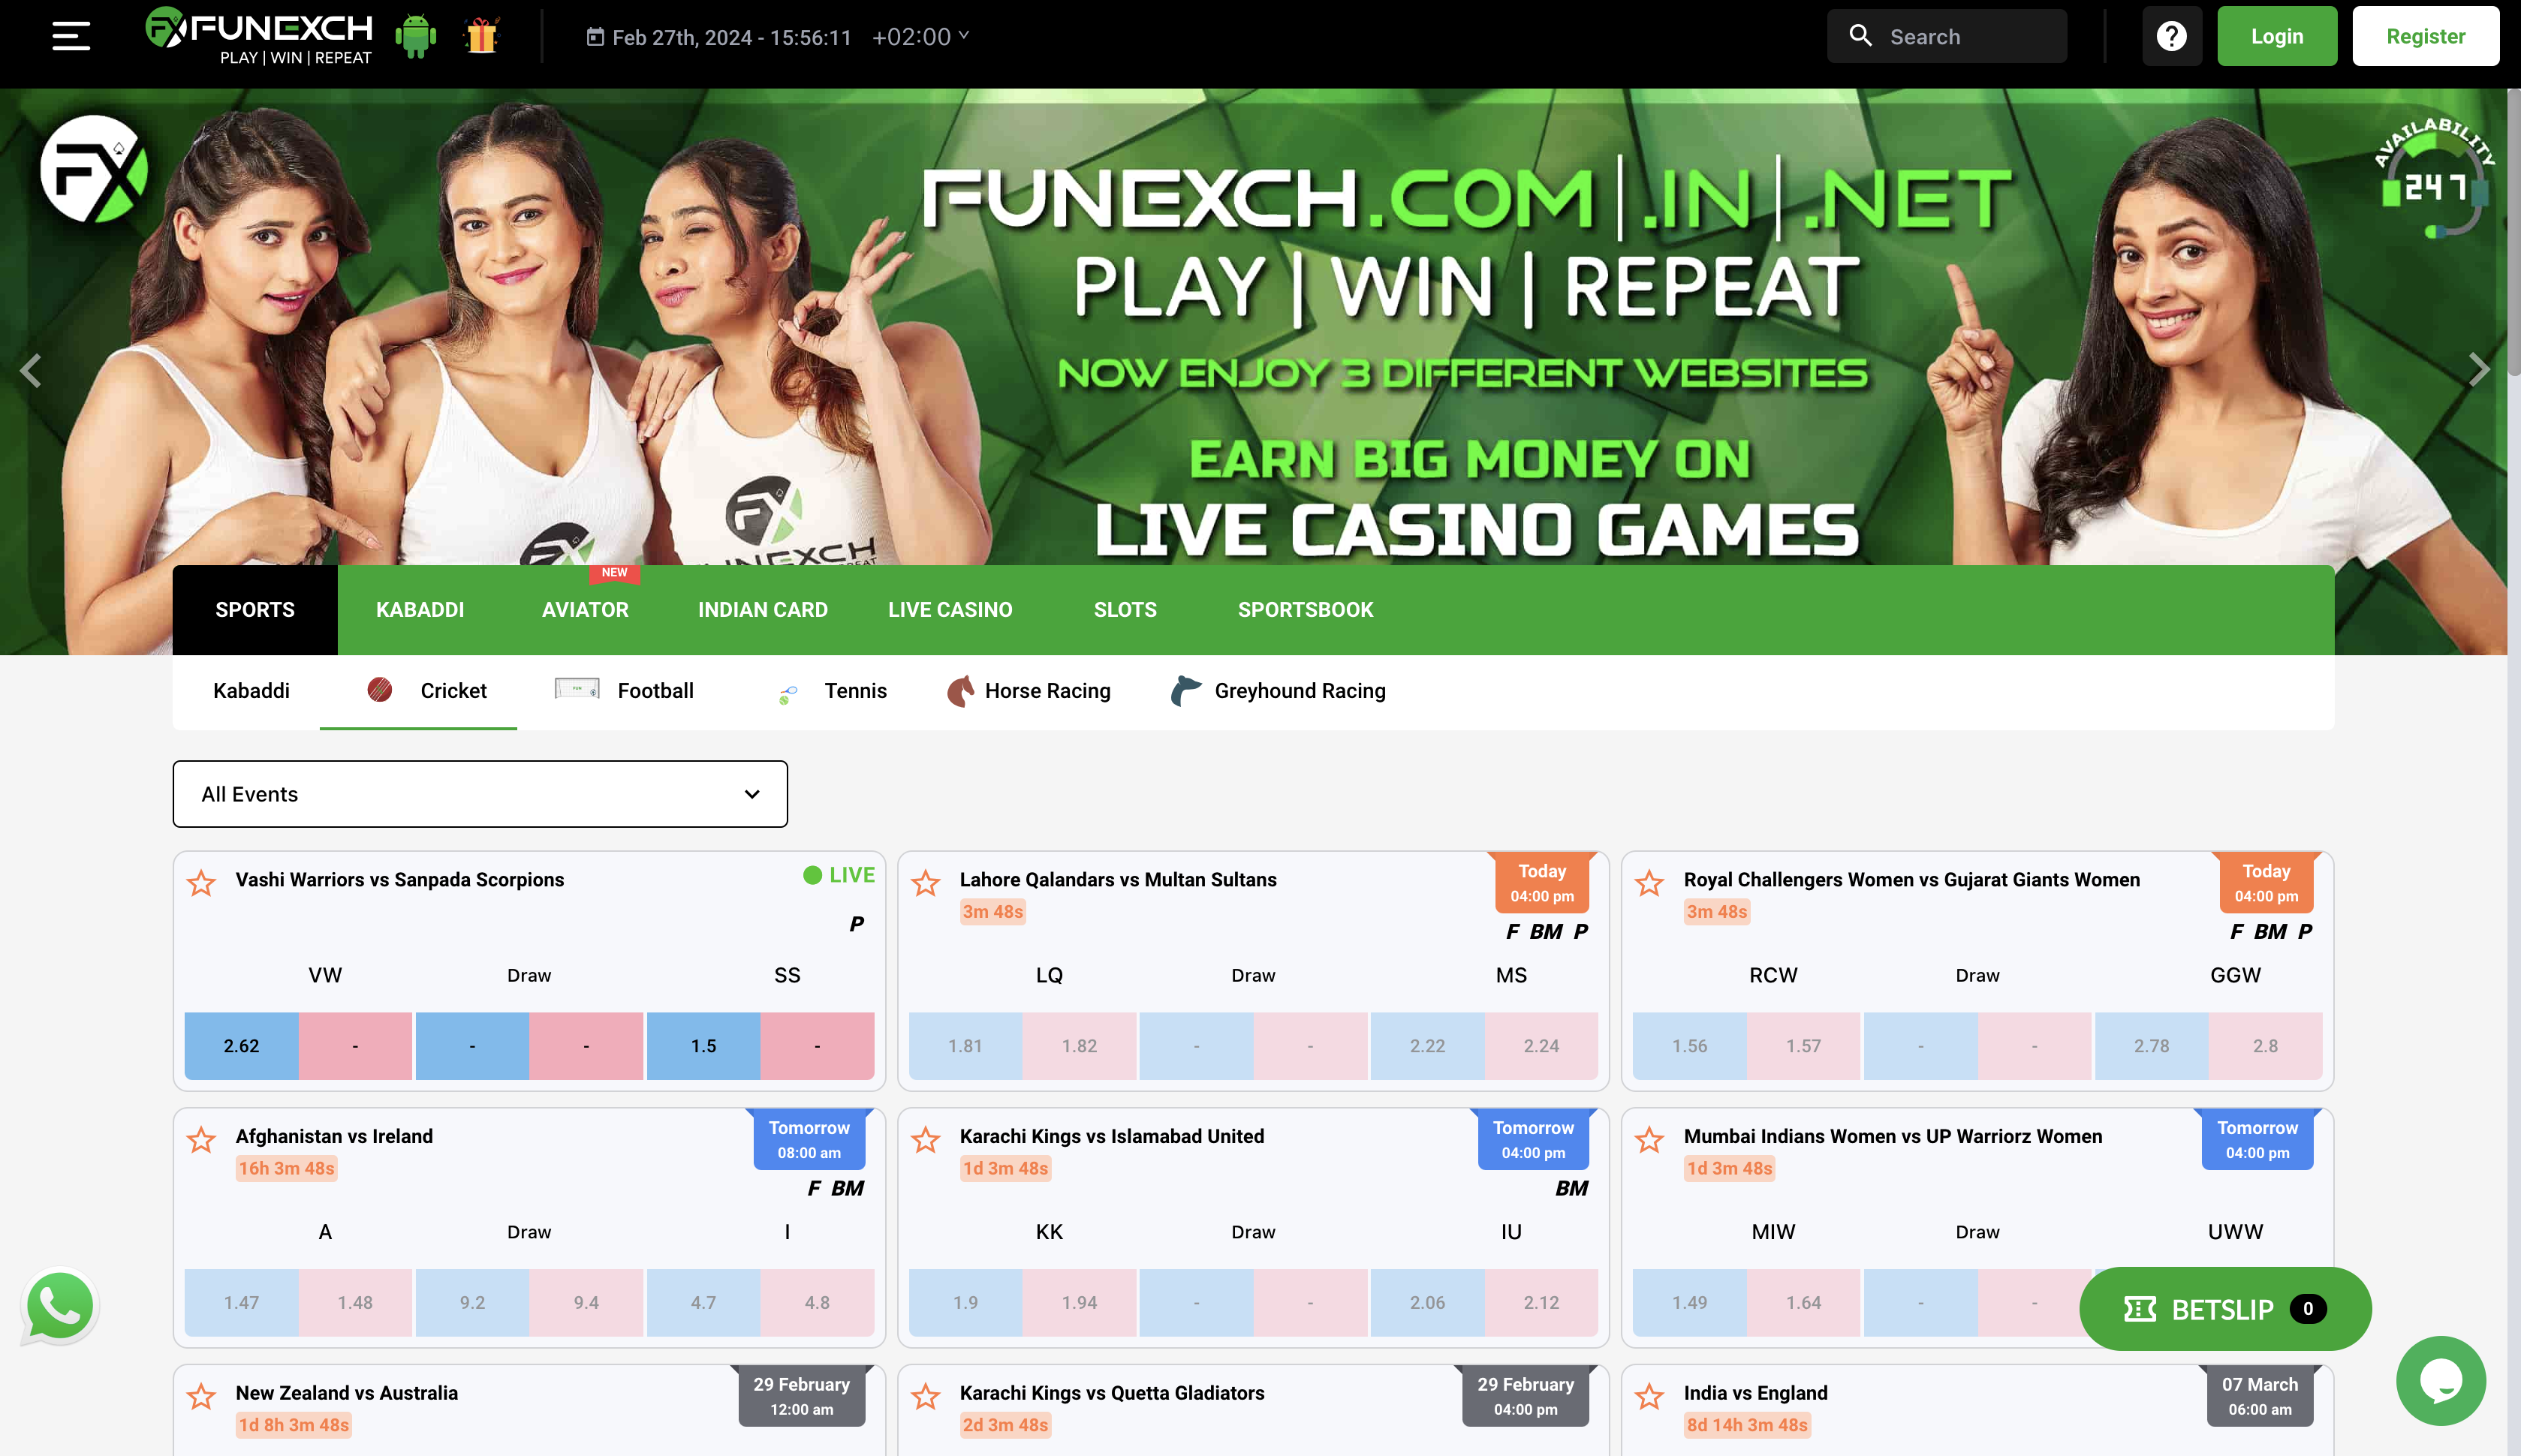 FX FUNEXCH
PLAY | WIN | REPEAT
Feb 27th, 2024 - 15:56:11 +02:00
Search
Login
Register
FX
FUNEXCH.COM | .IN | .NET
PLAY | WIN | REPEAT
NOW ENJOY 3 DIFFERENT WEBSITES
EARN BIG MONEY ON
LIVE CASINO GAMES
AVAILABILITY
247
FX
FX
FUNEXCH
NEW
SPORTS KABADDI AVIATOR INDIAN CARD LIVE CASINO SLOTS SPORTSBOOK
Kabaddi Cricket Football Tennis Horse Racing Greyhound Racing
All Events
Vashi Warriors vs Sanpada Scorpions
LIVE
P
VW Draw SS
2.62 - - - 1.5 -
Lahore Qalandars vs Multan Sultans
3m 48s
Today
04:00 pm
F BM P
LQ Draw MS
1.81 1.82 - - 2.22 2.24
Royal Challengers Women vs Gujarat Giants Women
3m 48s
Today
04:00 pm
F BM P
RCW Draw GGW
1.56 1.57 - - 2.78 2.8
Afghanistan vs Ireland
16h 3m 48s
Tomorrow
08:00 am
F BM
A Draw I
1.47 1.48 9.2 9.4 4.7 4.8
Karachi Kings vs Islamabad United
1d 3m 48s
Tomorrow
04:00 pm
BM
KK Draw IU
1.9 1.94 - - 2.06 2.12
Mumbai Indians Women vs UP Warriorz Women
1d 3m 48s
Tomorrow
04:00 pm
MIW Draw UWW
1.49 1.64 - -
BETSLIP 0
New Zealand vs Australia
1d 8h 3m 48s
29 February
12:00 am
Karachi Kings vs Quetta Gladiators
2d 3m 48s
29 February
04:00 pm
India vs England
8d 14h 3m 48s
07 March
06:00 am